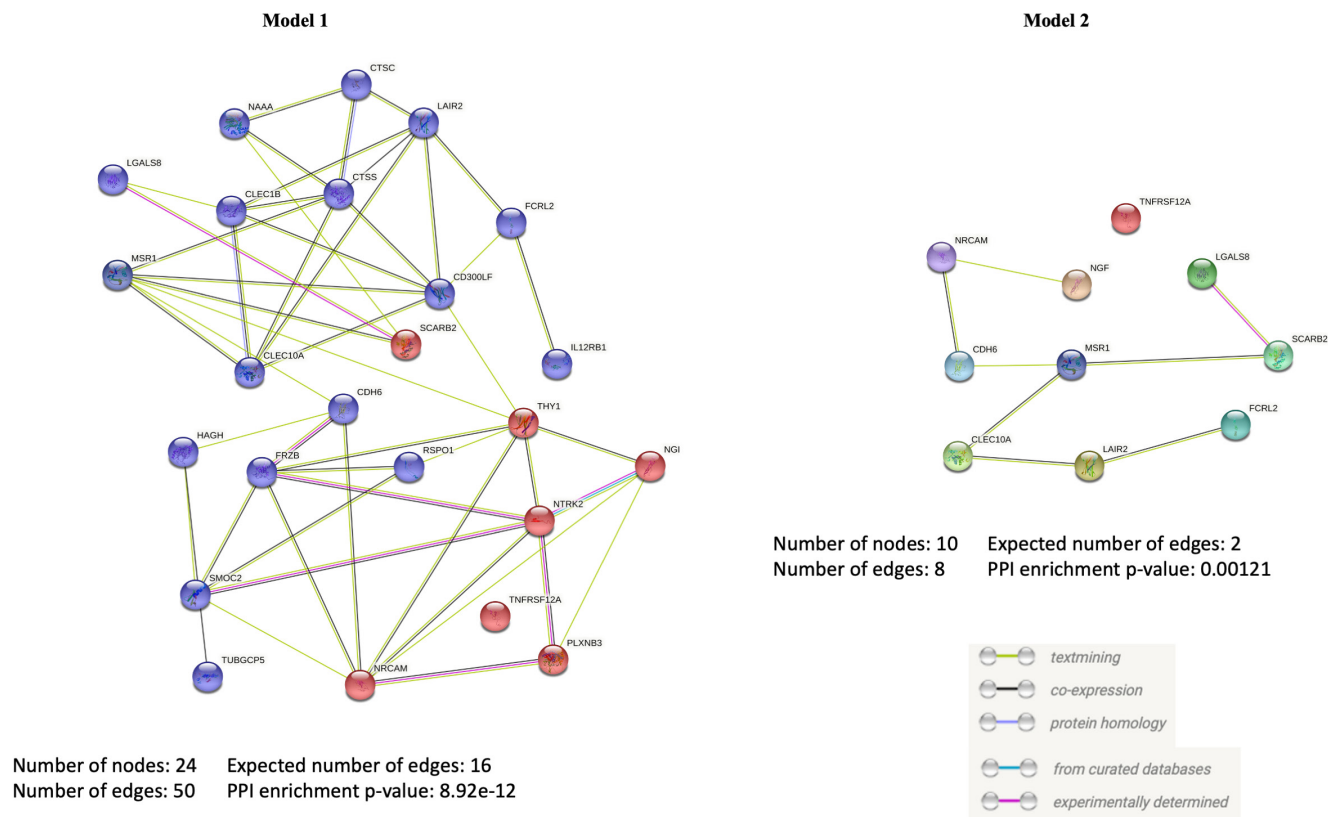 Model 1
Model 2
CTSC
NAAA
LAIR2
LGALS8
CTSS
CLEC1B
FCRL2
MSR1
CD300LF
SCARB2
IL12RB1
CLEC10A
CDH6
THY1
HAGH
RSPO1
NGI
FRZB
NTRK2
SMOC2
TNFRSF12A
PLXNB3
TUBGCP5
NRCAM
Number of nodes: 24 Expected number of edges: 16
Number of edges: 50 PPI enrichment p-value: 8.92e-12
TNFRSF12A
NRCAM
NGF
LGALS8
CDH6
MSR1
SCARB2
FCRL2
CLEC10A
LAIR2
Number of nodes: 10 Expected number of edges: 2
Number of edges: 8 PPI enrichment p-value: 0.00121
textmining
co-expression
protein homology
from curated databases
experimentally determined